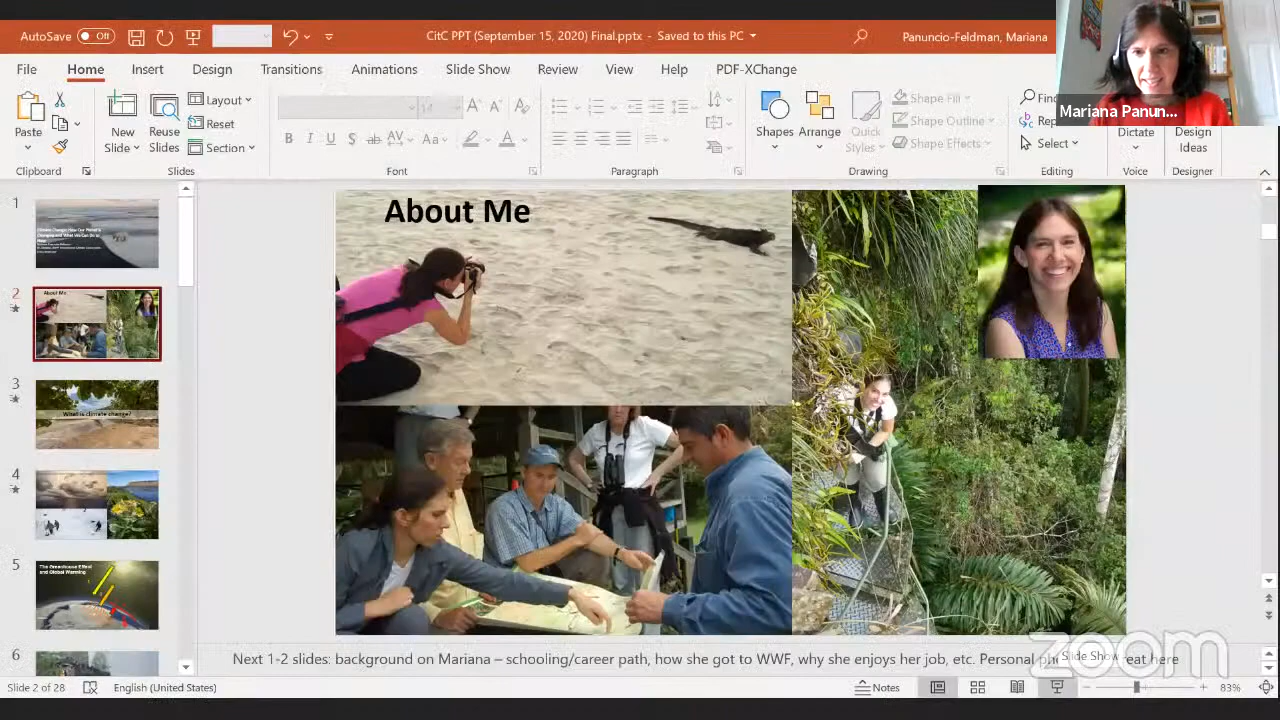 AutoSave Off
CitC PPT (September 15, 2020) Final.pptx - Saved to this PC
Panuncio-Feldman, Mariana
File Home Insert Design Transitions Animations Slide Show Review View Help PDF-XChange
Mariana Panun...
Paste
New Slide
Reuse Slides
Layout
Reset
Section
Shapes
Arrange
Quick Styles
Shape Fill
Shape Outline
Shape Effects
Select
Dictate
Design Ideas
Clipboard Slides Font Paragraph Drawing Editing Voice Designer
1
2
About Me
3
What is climate change?
4
5
The Greenhouse Effect
and Global Warming
6
About Me
Next 1-2 slides: background on Mariana – schooling/career path, how she got to WWF, why she enjoys her job, etc. Personal
Slide Show
here
zoom
Slide 2 of 28
English (United States)
Notes
83%